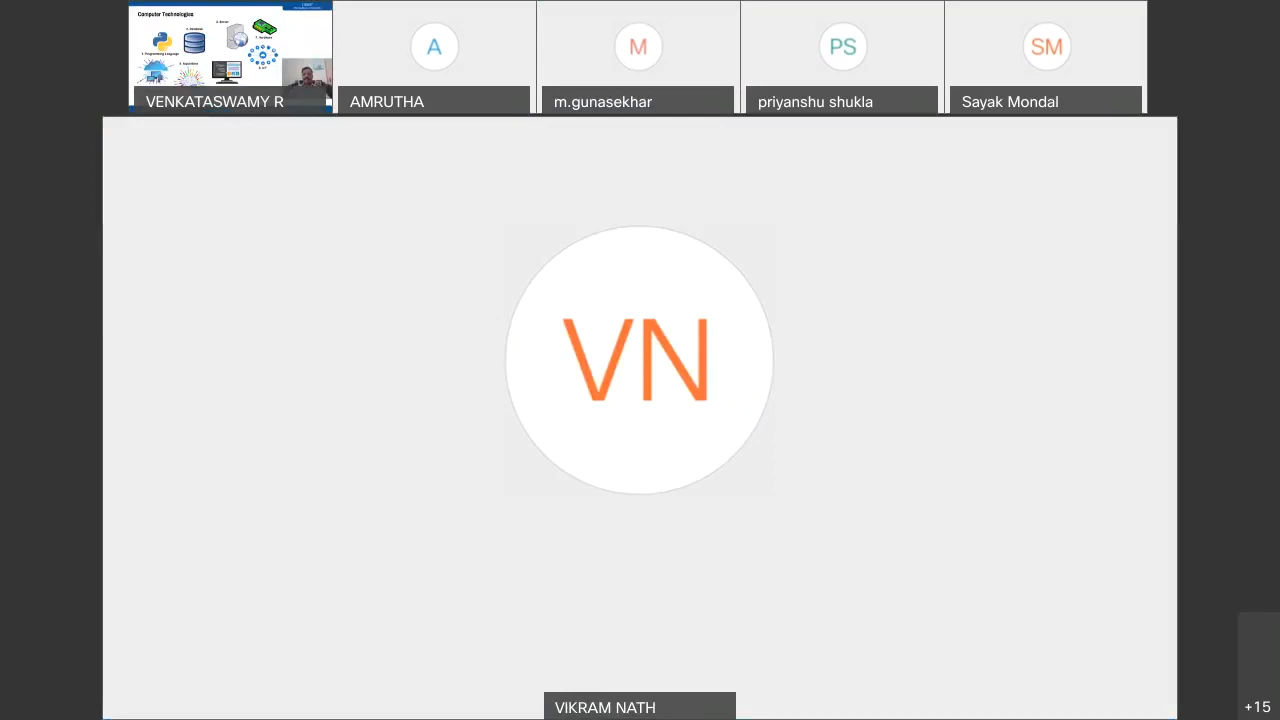 Computer Technologies
VENKATASWAMY R
A
AMRUTHA
M
m.gunasekhar
PS
priyanshu shukla
SM
Sayak Mondal
VN
VIKRAM NATH
+15